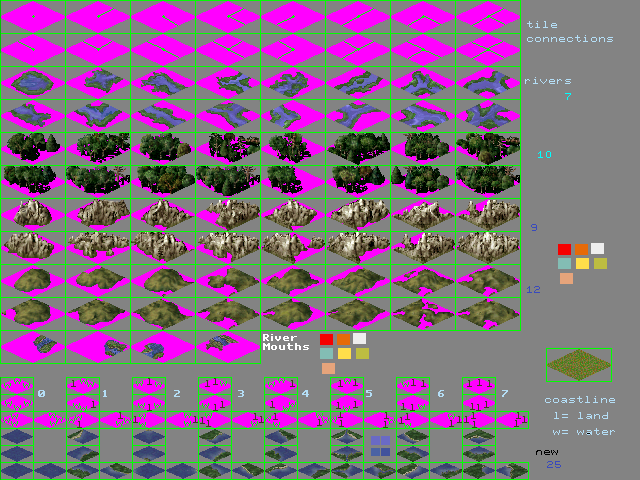 tile
connections
rivers
7
10
9
12
River
Mouths
0 1 2 3 4 5 6 7
coastline
l= land
w= water
new
25